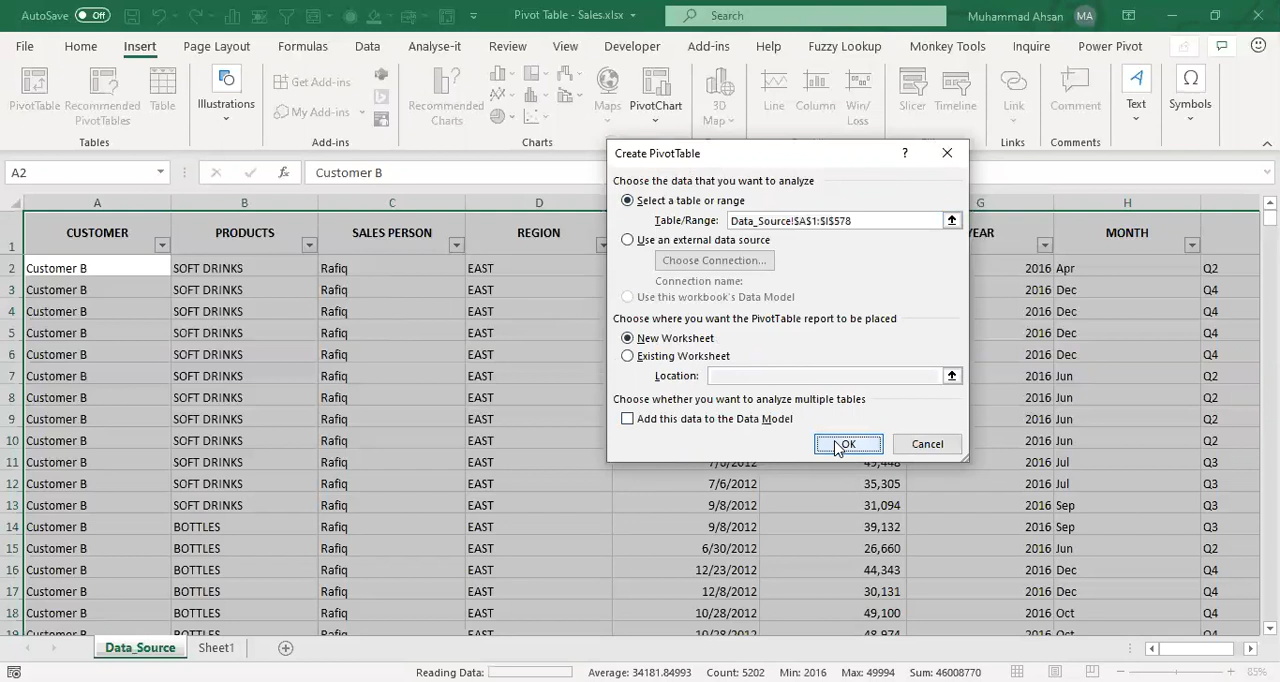 AutoSave Off Pivot Table - Sales.xlsx Search Muhammad Ahsan MA
File Home Insert Page Layout Formulas Data Analyse-it Review View Developer Add-ins Help Fuzzy Lookup Monkey Tools Inquire Power Pivot
PivotTable Recommended PivotTables Table Illustrations Get Add-ins My Add-ins Recommended Charts Maps PivotChart 3D Map Line Column Win/Loss Slicer Timeline Link Comment Text Symbols
Tables Add-ins Charts Links Comments
A2 fx Customer B
Create PivotTable ?
Choose the data that you want to analyze
Select a table or range
Table/Range: Data_Source!$A$1:$I$578
Use an external data source
Choose Connection...
Connection name:
Use this workbook's Data Model
Choose where you want the PivotTable report to be placed
New Worksheet
Existing Worksheet
Location:
Choose whether you want to analyze multiple tables
Add this data to the Data Model
OK Cancel
A B C D G H
1 CUSTOMER PRODUCTS SALES PERSON REGION YEAR MONTH
2 Customer B SOFT DRINKS Rafiq EAST 2016 Apr Q2
3 Customer B SOFT DRINKS Rafiq EAST 2016 Dec Q4
4 Customer B SOFT DRINKS Rafiq EAST 2016 Dec Q4
5 Customer B SOFT DRINKS Rafiq EAST 2016 Dec Q4
6 Customer B SOFT DRINKS Rafiq EAST 2016 Dec Q4
7 Customer B SOFT DRINKS Rafiq EAST 2016 Jun Q2
8 Customer B SOFT DRINKS Rafiq EAST 2016 Jun Q2
9 Customer B SOFT DRINKS Rafiq EAST 2016 Jun Q2
10 Customer B SOFT DRINKS Rafiq EAST 2016 Jun Q2
11 Customer B SOFT DRINKS Rafiq EAST 7/6/2012 49,448 2016 Jul Q3
12 Customer B SOFT DRINKS Rafiq EAST 7/6/2012 35,305 2016 Jul Q3
13 Customer B SOFT DRINKS Rafiq EAST 9/8/2012 31,094 2016 Sep Q3
14 Customer B BOTTLES Rafiq EAST 9/8/2012 39,132 2016 Sep Q3
15 Customer B BOTTLES Rafiq EAST 6/30/2012 26,660 2016 Jun Q2
16 Customer B BOTTLES Rafiq EAST 12/23/2012 44,343 2016 Dec Q4
17 Customer B BOTTLES Rafiq EAST 12/8/2012 30,131 2016 Dec Q4
18 Customer B BOTTLES Rafiq EAST 10/28/2012 49,100 2016 Oct Q4
19 Customer B BOTTLES Rafiq EAST 10/28/2012 48,974 2016 Oct Q4
Data_Source Sheet1
Reading Data: Average: 34181.84993 Count: 5202 Min: 2016 Max: 49994 Sum: 46008770 85%